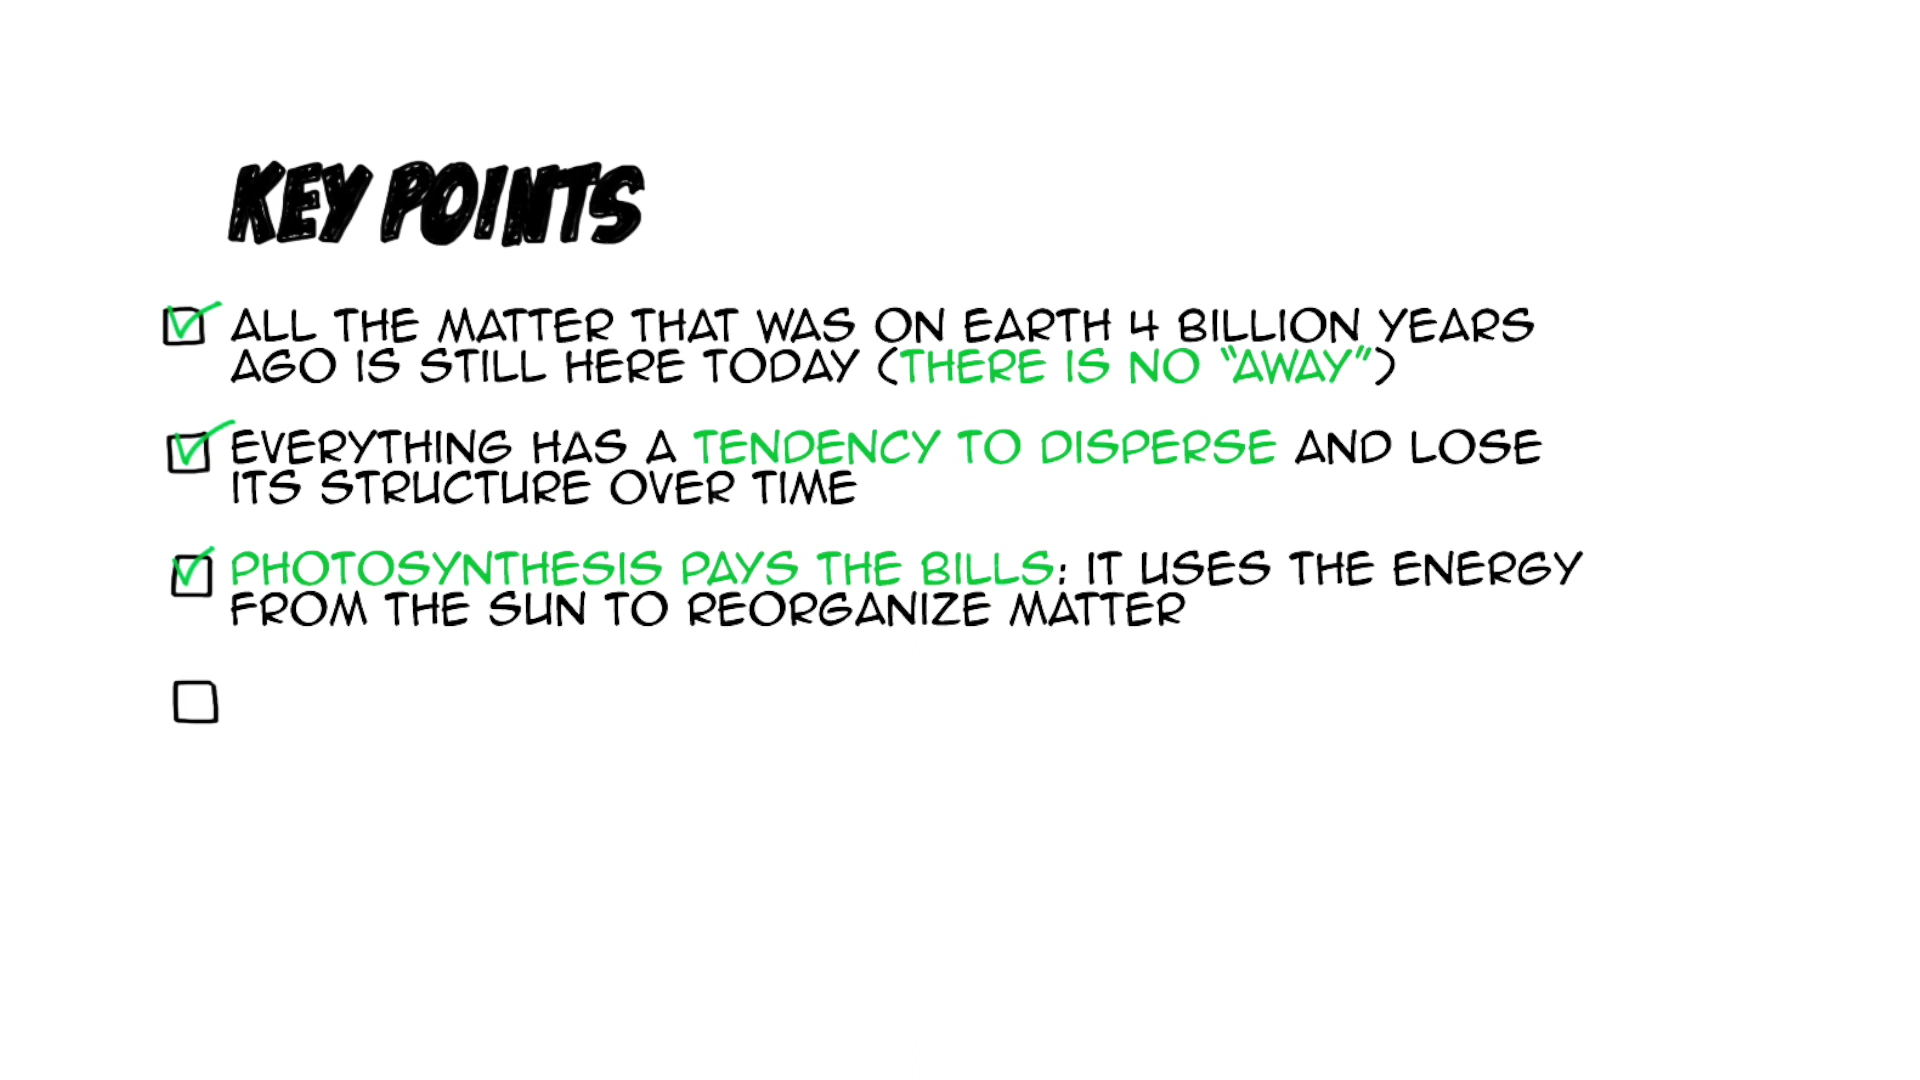 KEY POINTS
ALL THE MATTER THAT WAS ON EARTH 4 BILLION YEARS
AGO IS STILL HERE TODAY (THERE IS NO “AWAY”)
EVERYTHING HAS A TENDENCY TO DISPERSE AND LOSE
ITS STRUCTURE OVER TIME
PHOTOSYNTHESIS PAYS THE BILLS: IT USES THE ENERGY
FROM THE SUN TO REORGANIZE MATTER